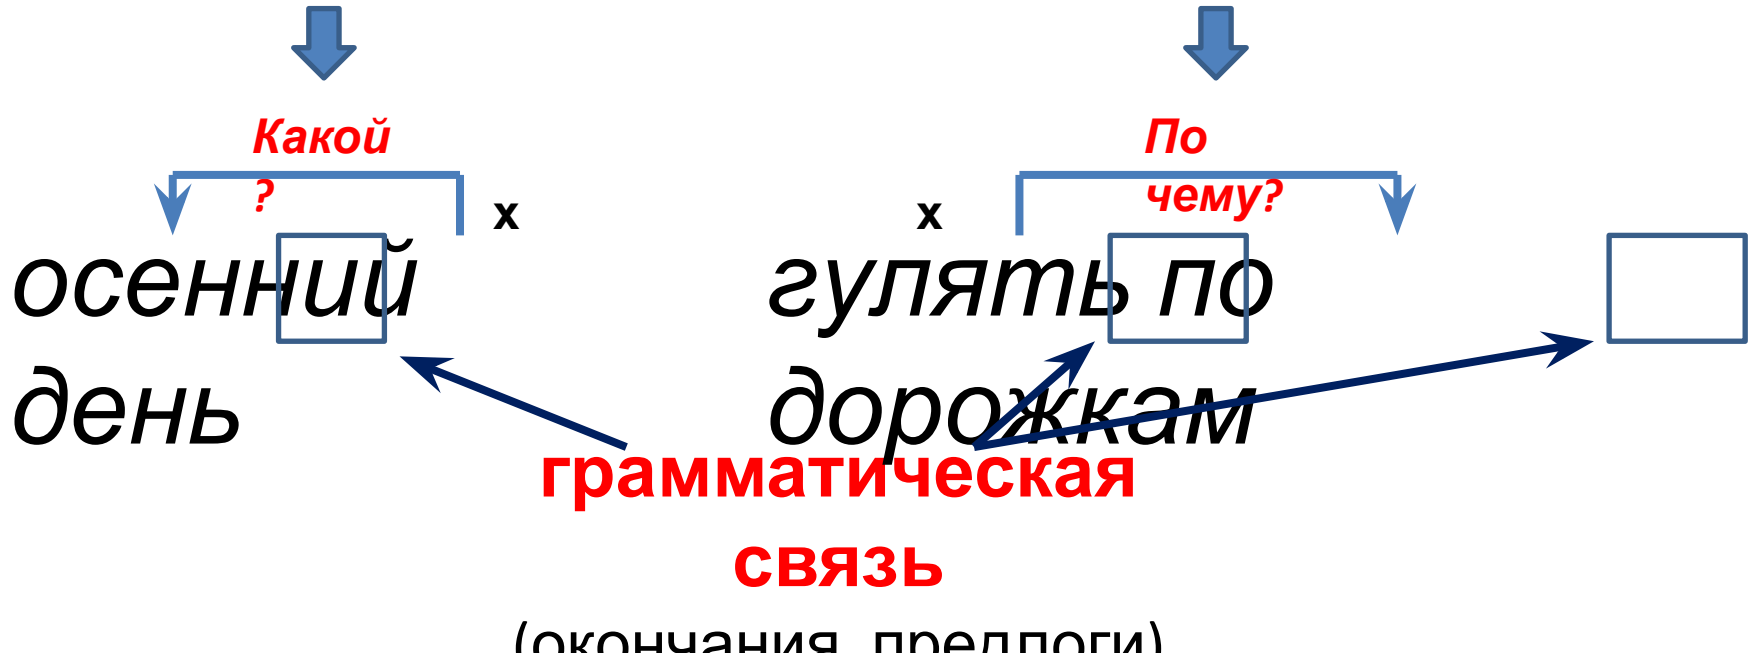 Какой
?
х
осенний
день
По
чему?
х
гулять по
дорожкам
грамматическая
связь
(окончания, предлоги)